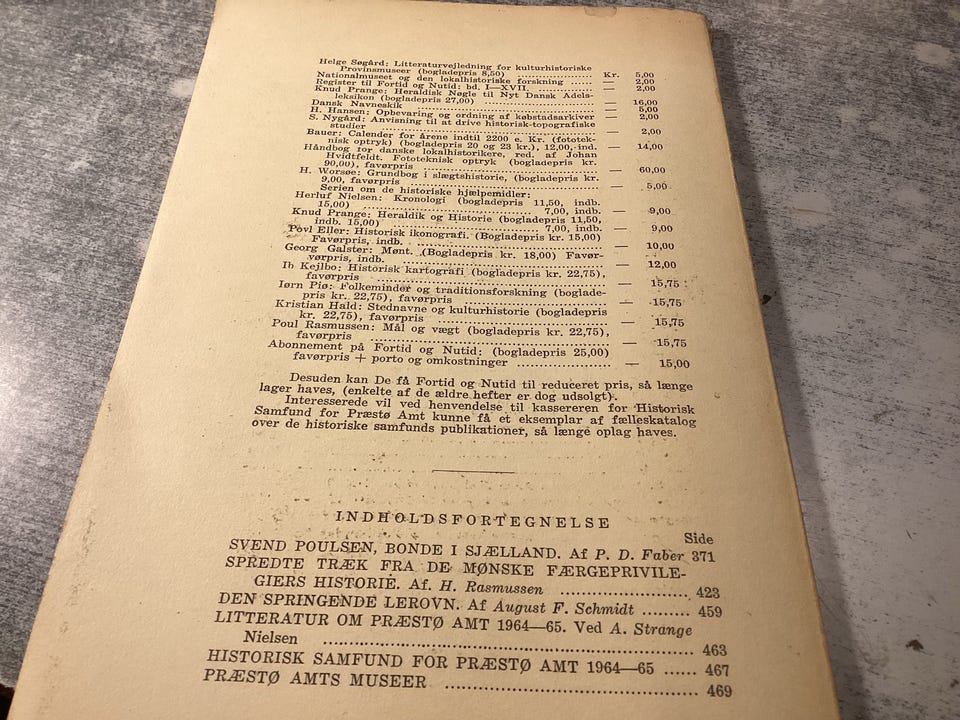 Helge Søgård: Litteraturvejledning for kulturhistoriske
Provinsmuseer (bogladepris 8,50) .................... Kr. 5,00
Nationalmuseet og den lokalhistoriske forskning ...... — 2,00
Register til Fortid og Nutid: bd. I—XVII. .............. — 2,00
Knud Prange: Heraldisk Nøgle til Nyt Dansk Adels-
leksikon (bogladepris 27,00) ........................ — 16,00
Dansk Navneskik ........................ — 5,00
H. Hansen: Opbevaring og ordning af købstadsarkiver — 2,00
S. Nygård: Anvisning til at drive historisk-topografiske
studier ........................ — 2,00
Bauer: Calender for årene indtil 2200 e. Kr. (fototek-
nisk optryk) (bogladepris 20 og 23 kr.), 12,00, ind. — 14,00
Håndbog for danske lokalhistorikere, red. af Johan
Hvidtfeldt. Fototeknisk optryk (bogladepris kr.
90,00), favørpris ........................ — 60,00
H. Worsøe: Grundbog i slægtshistorie, (bogladepris kr.
9,00, favørpris ........................ — 5,00
Serien om de historiske hjælpemidler:
Herluf Nielsen: Kronologi (bogladepris 11,50, indb.
15,00) ........................ 7,00, indb. — 9,00
Knud Prange: Heraldik og Historie (bogladepris 11,50,
indb. 15,00) ........................ 7,00, indb. — 9,00
Povl Eller: Historisk ikonografi. (Bogladepris kr. 15,00)
Favørpris, indb. ........................ — 10,00
Georg Galster: Mønt. (Bogladepris kr. 18,00) Favør-
vørpris, indb. ........................ — 12,00
Ib Kejlbo: Historisk kartografi (bogladepris kr. 22,75),
favørpris ........................ — 15,75
Iørn Piø: Folkeminder og traditionsforskning (boglade-
pris kr. 22,75), favørpris ........................ — 15,75
Kristian Hald: Stednavne og kulturhistorie (bogladepris
kr. 22,75), favørpris ........................ — 15,75
Poul Rasmussen: Mål og vægt (bogladepris kr. 22,75),
favørpris ........................ — 15,75
Abonnement på Fortid og Nutid: (bogladepris 25,00)
favørpris + porto og omkostninger .................. — 15,00
Desuden kan De få Fortid og Nutid til reduceret pris, så længe
lager haves, (enkelte af de ældre hefter er dog udsolgt).
Interesserede vil ved henvendelse til kassereren for Historisk
Samfund for Præstø Amt kunne få et eksemplar af fælleskatalog
over de historiske samfunds publikationer, så længe oplag haves.
INDHOLDSFORTEGNELSE
Side
SVEND POULSEN, BONDE I SJÆLLAND. Af P. D. Faber 371
SPREDTE TRÆK FRA DE MØNSKE FÆRGEPRIVILE-
GIERS HISTORIE. Af. H. Rasmussen ........................ 423
DEN SPRINGENDE LEROVN. Af August F. Schmidt ......... 459
LITTERATUR OM PRÆSTØ AMT 1964—65. Ved A. Strange
Nielsen ........................ 463
HISTORISK SAMFUND FOR PRÆSTØ AMT 1964—65 ...... 467
PRÆSTØ AMTS MUSEER ........................ 469